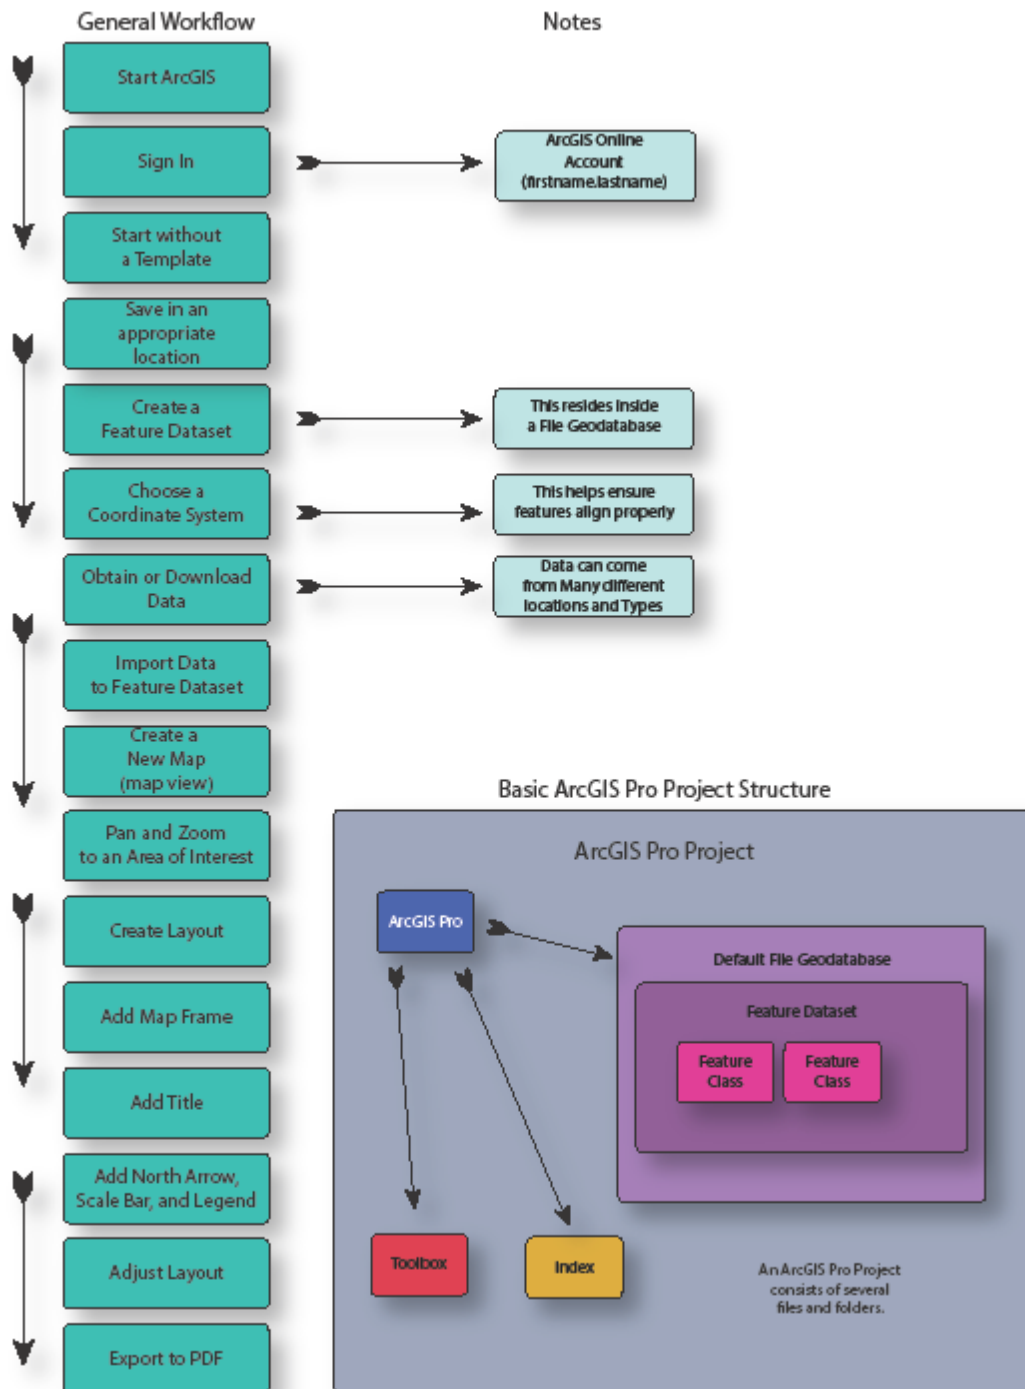 General Workflow
Notes
Start ArcGIS
Sign In
ArcGIS Online
Account
(firstname.lastname)
Start without
a Template
Save in an
appropriate
location
Create a
Feature Dataset
This resides inside
a File Geodatabase
Choose a
Coordinate System
This helps ensure
features align properly
Obtain or Download
Data
Data can come
from Many different
locations and Types
Import Data
to Feature Dataset
Create a
New Map
(map view)
Pan and Zoom
to an Area of Interest
Create Layout
Add Map Frame
Add Title
Add North Arrow,
Scale Bar, and Legend
Adjust Layout
Export to PDF
Basic ArcGIS Pro Project Structure
ArcGIS Pro Project
ArcGIS Pro
Default File Geodatabase
Feature Dataset
Feature
Class
Feature
Class
Toolbox
Index
An ArcGIS Pro Project
consists of several
files and folders.